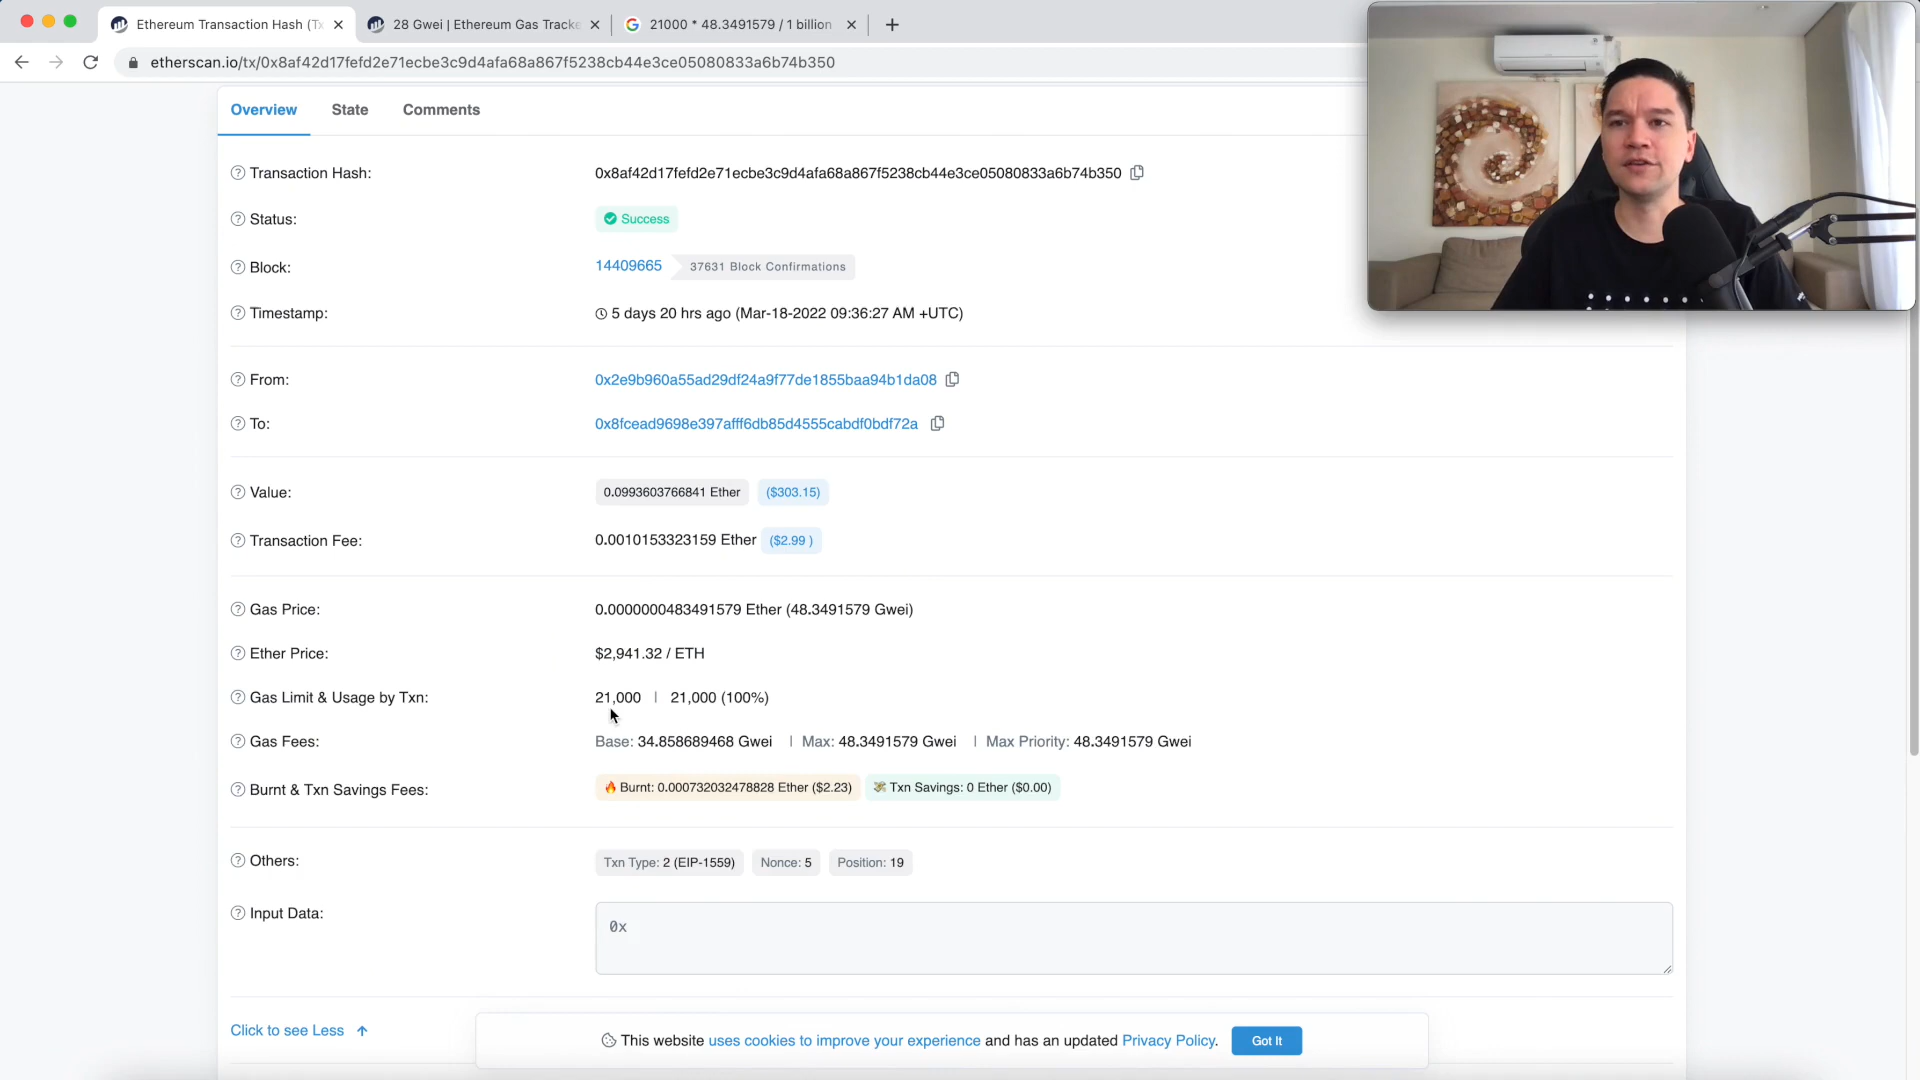 Ethereum Transaction Hash (Tx
28 Gwei | Ethereum Gas Tracke
21000 * 48.3491579 / 1 billion
etherscan.io/tx/0x8af42d17fefd2e71ecbe3c9d4afa68a867f5238cb44e3ce05080833a6b74b350
Overview State Comments
Transaction Hash: 0x8af42d17fefd2e71ecbe3c9d4afa68a867f5238cb44e3ce05080833a6b74b350
Status: Success
Block: 14409665 37631 Block Confirmations
Timestamp: 5 days 20 hrs ago (Mar-18-2022 09:36:27 AM +UTC)
From: 0x2e9b960a55ad29df24a9f77de1855baa94b1da08
To: 0x8fcead9698e397afff6db85d4555cabdf0bdf72a
Value: 0.0993603766841 Ether ($303.15)
Transaction Fee: 0.0010153323159 Ether ($2.99 )
Gas Price: 0.0000000483491579 Ether (48.3491579 Gwei)
Ether Price: $2,941.32 / ETH
Gas Limit & Usage by Txn: 21,000 | 21,000 (100%)
Gas Fees: Base: 34.858689468 Gwei | Max: 48.3491579 Gwei | Max Priority: 48.3491579 Gwei
Burnt & Txn Savings Fees: 🔥 Burnt: 0.000732032478828 Ether ($2.23) 💸 Txn Savings: 0 Ether ($0.00)
Others: Txn Type: 2 (EIP-1559) Nonce: 5 Position: 19
Input Data: 0x
Click to see Less ↑
This website uses cookies to improve your experience and has an updated Privacy Policy. Got It